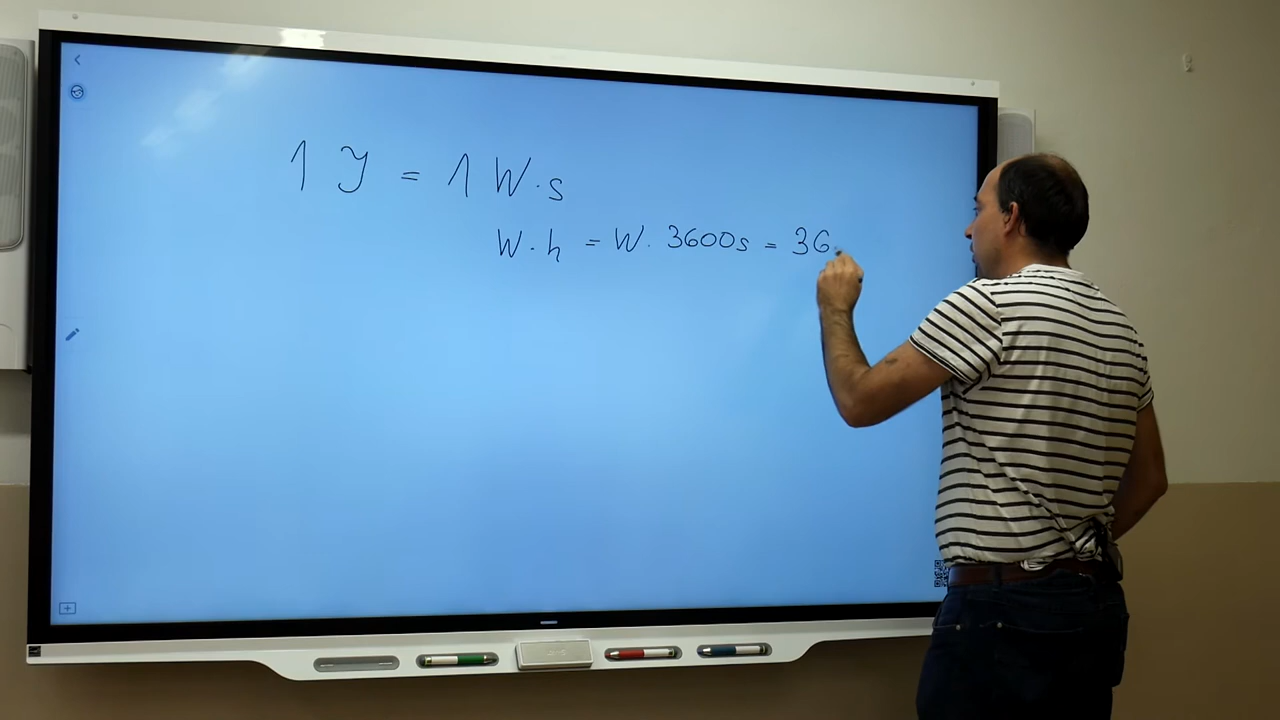 1 J = 1 W·s
W·h = W· 3600s = 36